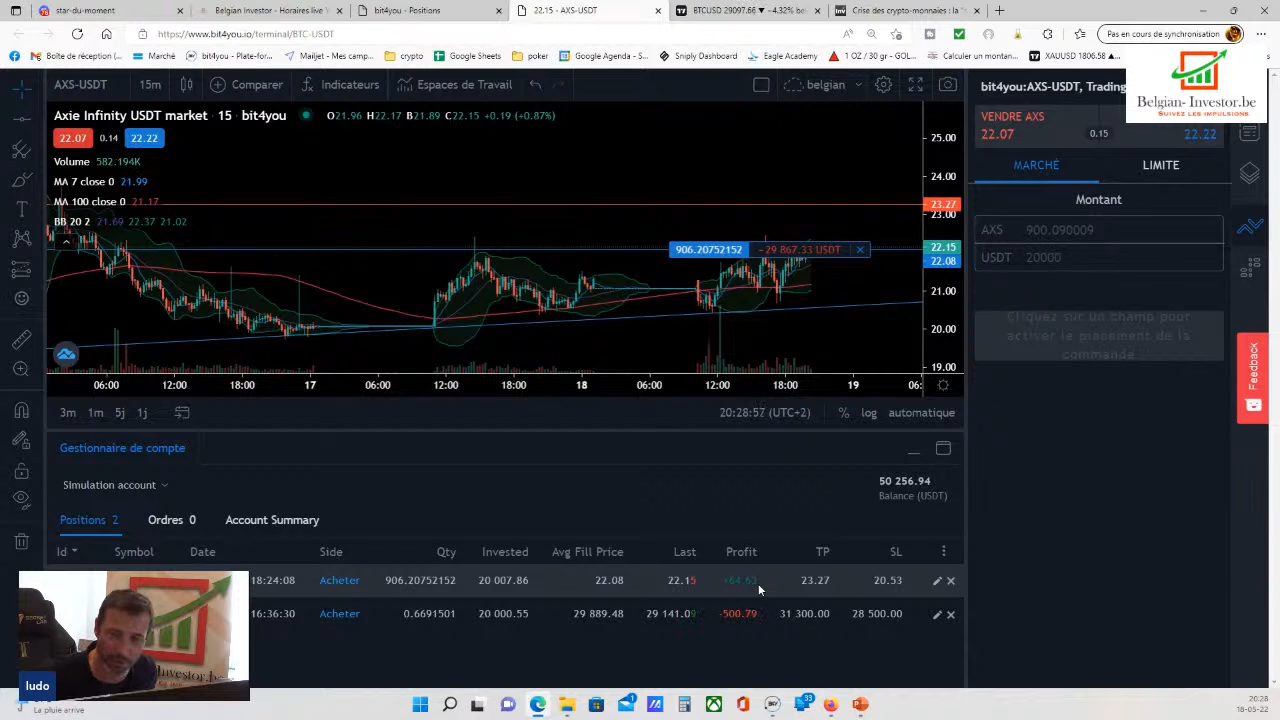 78
bit4you - Positions
22.15 - AXS-USDT
BTCUSD 29097.66 ▼ -4.32%
Crise des crypto-monnaies : la
https://www.bit4you.io/terminal/BTC-USDT
Pas en cours de synchronisation
Boîte de réception (
Marché
bit4you - Plate-for
Mailjet - Mes camp
crypto
Google Sheets
Positions
Google Agenda - S
Sniply Dashboard
Eagle Academy
Calculer un montan
XAUUSD 1806.58
Belgian-Investor.be
SUIVEZ LES IMPULSIONS
AXS-USDT
15m
Comparer
Indicateurs
Espaces de Travail
belgian
bit4you:AXS-USDT, Trading
Axie Infinity USDT market · 15 · bit4you
O21.96 H22.17 B21.89 C22.15 +0.19 (+0.87%)
22.07 0.14 22.22
Volume 582.194K
MA 7 close 0 21.99
MA 100 close 0 21.17
BB 20 2 21.69 22.37 21.02
906.20752152 -29 867.33 USDT
25.00
24.00
23.27
23.00
22.15
22.08
21.00
20.00
19.00
06:00 12:00 18:00 17 06:00 12:00 18:00 18 06:00 12:00 18:00 19 06:
3m 1m 5j 1j
20:28:57 (UTC+2)
% log automatique
VENDRE AXS
22.07
0.15
22.22
MARCHÉ
LIMITE
Montant
AXS 900.090009
USDT 20000
Cliquez sur un champ pour
activer le placement de la
commande
Feedback
Gestionnaire de compte
Simulation account
50 256.94
Balance (USDT)
Positions 2
Ordres 0
Account Summary
Id Symbol Date Side Qty Invested Avg Fill Price Last Profit TP SL
18:24:08 Acheter 906.20752152 20 007.86 22.08 22.15 +64.63 23.27 20.53
16:36:30 Acheter 0.6691501 20 000.55 29 889.48 29 141.09 -500.79 31 300.00 28 500.00
Investor.be
ludo
La pluie arrive
1
33
20:28
18-05-22